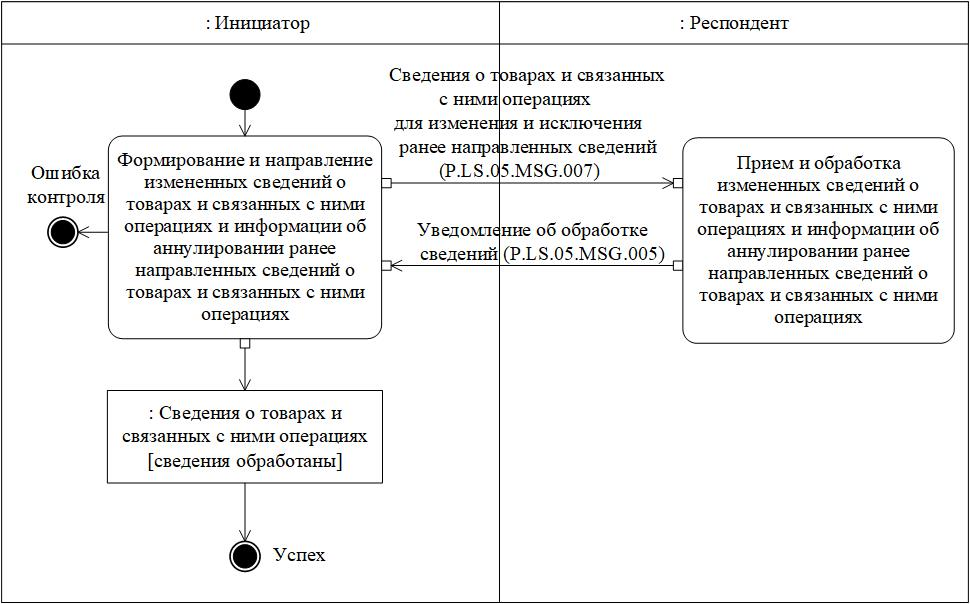 : Инициатор
: Респондент
Сведения о товарах и связанных
с ними операциях
для изменения и исключения
ранее направленных сведений
(P.LS.05.MSG.007)
Ошибка
контроля
Формирование и направление
измененных сведений о
товарах и связанных с ними
операциях и информации об
аннулировании ранее
направленных сведений о
товарах и связанных с ними
операциях
Прием и обработка
измененных сведений о
товарах и связанных с ними
операциях и информации об
аннулировании ранее
направленных сведений о
товарах и связанных с ними
операциях
Уведомление об обработке
сведений (P.LS.05.MSG.005)
: Сведения о товарах и
связанных с ними операциях
[сведения обработаны]
Успех